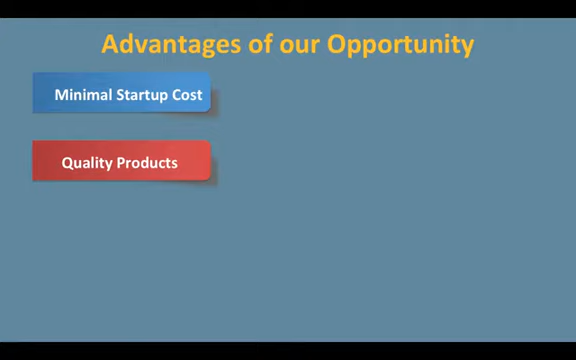 Advantages of our Opportunity
Minimal Startup Cost
Quality Products